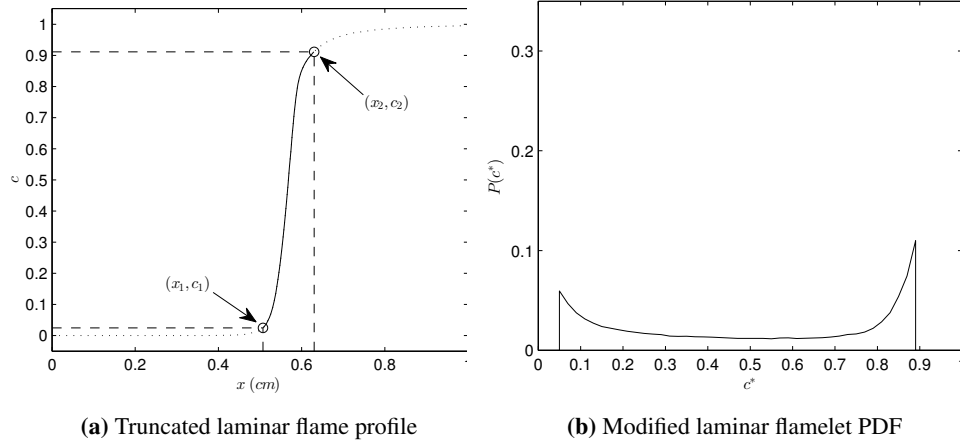 1
0.9
0.8
0.7
0.6
0.5
0.4
0.3
0.2
0.1
0
c
(x₂, c₂)
(x₁, c₁)
0 0.2 0.4 0.6 0.8
x (cm)
(a) Truncated laminar flame profile
0.3
0.2
0.1
0
P(c*)
0 0.1 0.2 0.3 0.4 0.5 0.6 0.7 0.8 0.9
c*
(b) Modified laminar flamelet PDF